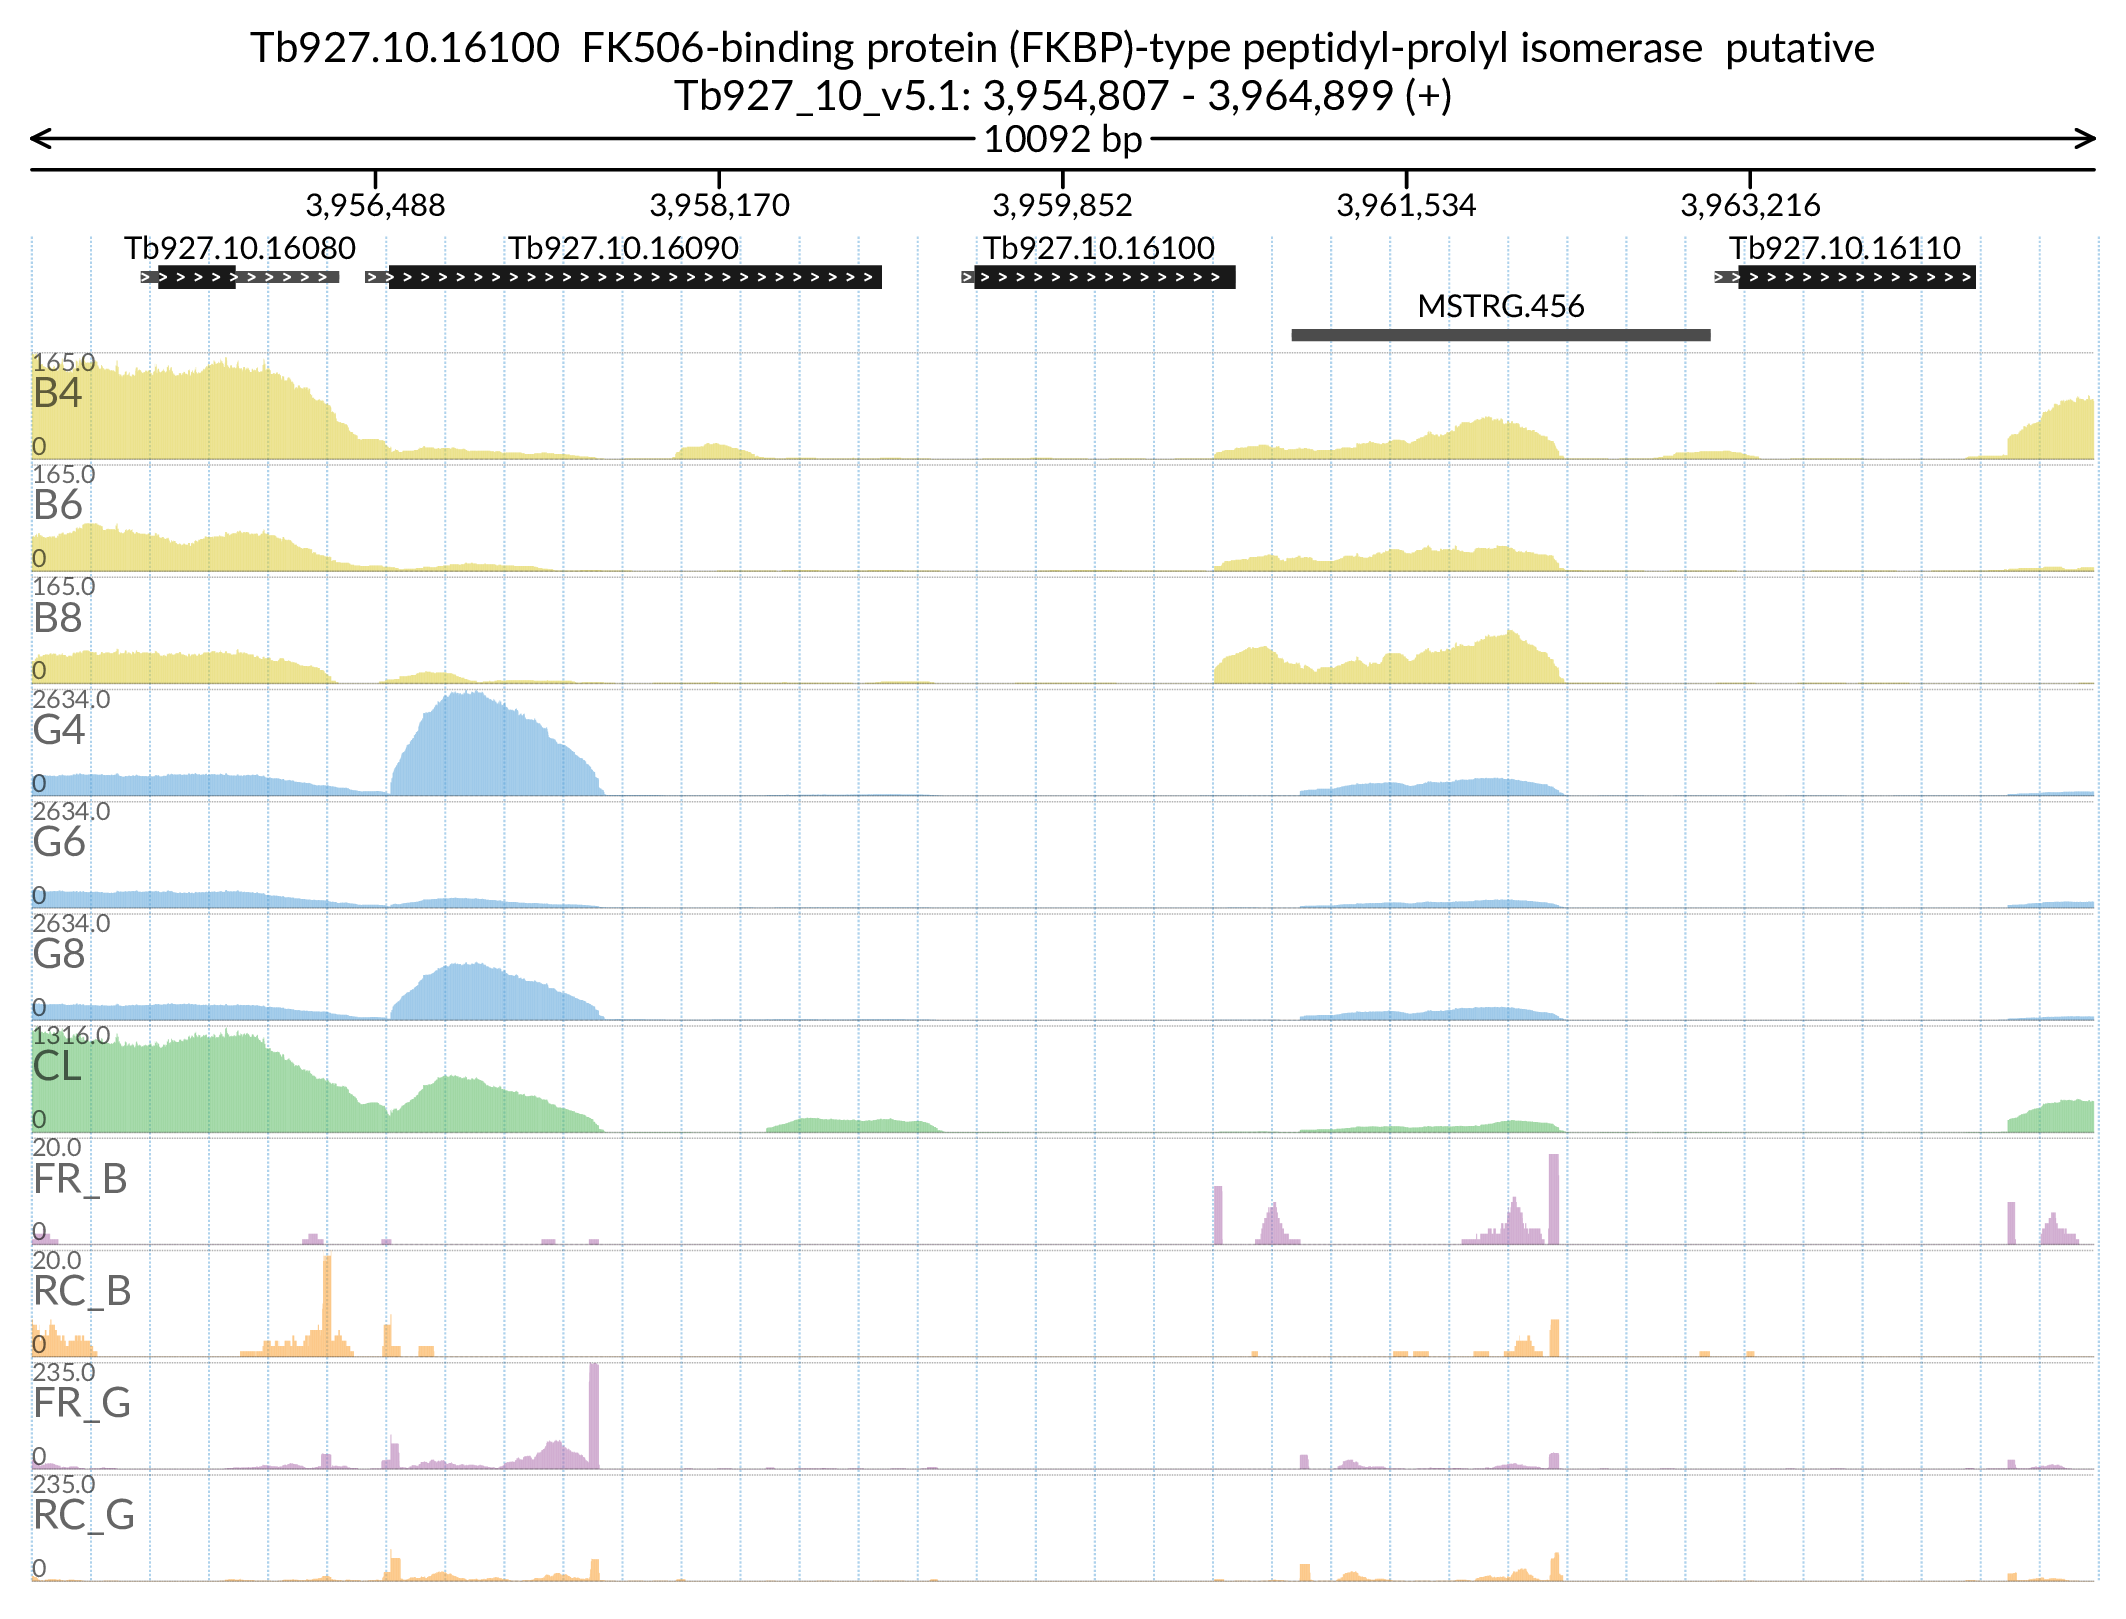 Tb927.10.16100  FK506-binding protein (FKBP)-type peptidyl-prolyl isomerase  putative
Tb927_10_v5.1: 3,954,807 - 3,964,899 (+)
10092 bp
3,956,488 3,958,170 3,959,852 3,961,534 3,963,216
Tb927.10.16080 Tb927.10.16090 Tb927.10.16100 Tb927.10.16110
MSTRG.456
165.0
B4
0
165.0
B6
0
165.0
B8
0
2634.0
G4
0
2634.0
G6
0
2634.0
G8
0
1316.0
CL
0
20.0
FR_B
0
20.0
RC_B
0
235.0
FR_G
0
235.0
RC_G
0